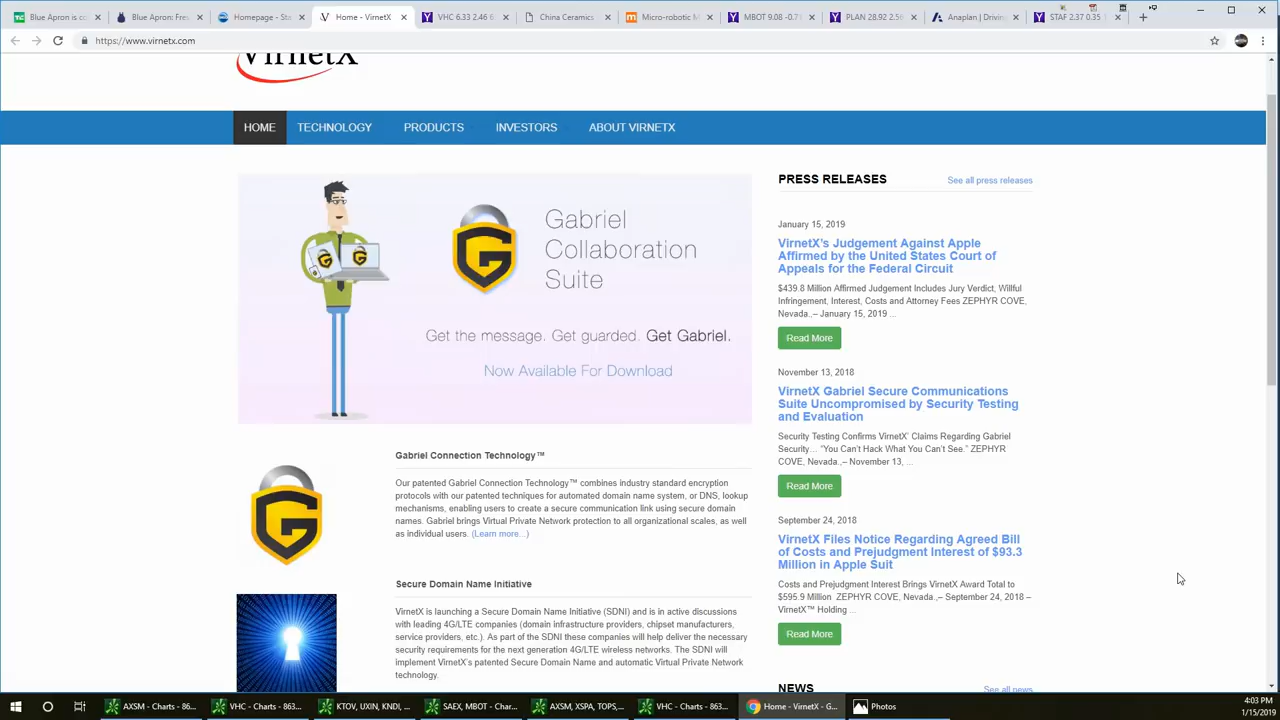 Blue Apron is c
Blue Apron: Fres
Homepage - Sta
Home - VirnetX
VHC 6.33 2.46 6
China Ceramics
Micro-robotic M
MBOT 9.08 -0.7
PLAN 28.92 2.5
Anaplan | Drivin
STAF 2.37 0.35
https://www.virnetx.com
VirnetX
HOME
TECHNOLOGY
PRODUCTS
INVESTORS
ABOUT VIRNETX
Gabriel
Collaboration
Suite
Get the message. Get guarded. Get Gabriel.
Now Available For Download
Gabriel Connection Technology™
Our patented Gabriel Connection Technology™ combines industry standard encryption
protocols with our patented techniques for automated domain name system, or DNS, lookup
mechanisms, enabling users to create a secure communication link using secure domain
names. Gabriel brings Virtual Private Network protection to all organizational scales, as well
as individual users. (Learn more...)
Secure Domain Name Initiative
VirnetX is launching a Secure Domain Name Initiative (SDNI) and is in active discussions
with leading 4G/LTE companies (domain infrastructure providers, chipset manufacturers,
service providers, etc.). As part of the SDNI these companies will help deliver the necessary
security requirements for the next generation 4G/LTE wireless networks. The SDNI will
implement VirnetX's patented Secure Domain Name and automatic Virtual Private Network
technology.
PRESS RELEASES
See all press releases
January 15, 2019
VirnetX's Judgement Against Apple
Affirmed by the United States Court of
Appeals for the Federal Circuit
$439.8 Million Affirmed Judgement Includes Jury Verdict, Willful
Infringement, Interest, Costs and Attorney Fees ZEPHYR COVE,
Nevada.,– January 15, 2019 ...
Read More
November 13, 2018
VirnetX Gabriel Secure Communications
Suite Uncompromised by Security Testing
and Evaluation
Security Testing Confirms VirnetX' Claims Regarding Gabriel
Security… "You Can't Hack What You Can't See." ZEPHYR
COVE, Nevada.,– November 13, ...
Read More
September 24, 2018
VirnetX Files Notice Regarding Agreed Bill
of Costs and Prejudgment Interest of $93.3
Million in Apple Suit
Costs and Prejudgment Interest Brings VirnetX Award Total to
$595.9 Million ZEPHYR COVE, Nevada.,– September 24, 2018 –
VirnetX™ Holding ...
Read More
NEWS
See all news
AXSM - Charts - 86...
VHC - Charts - 863...
KTOV, UXIN, KNDI, ...
SAEX, MBOT - Char...
AXSM, XSPA, TOPS,...
VHC - Charts - 863...
Home - VirnetX - G...
Photos
4:03 PM
1/15/2019